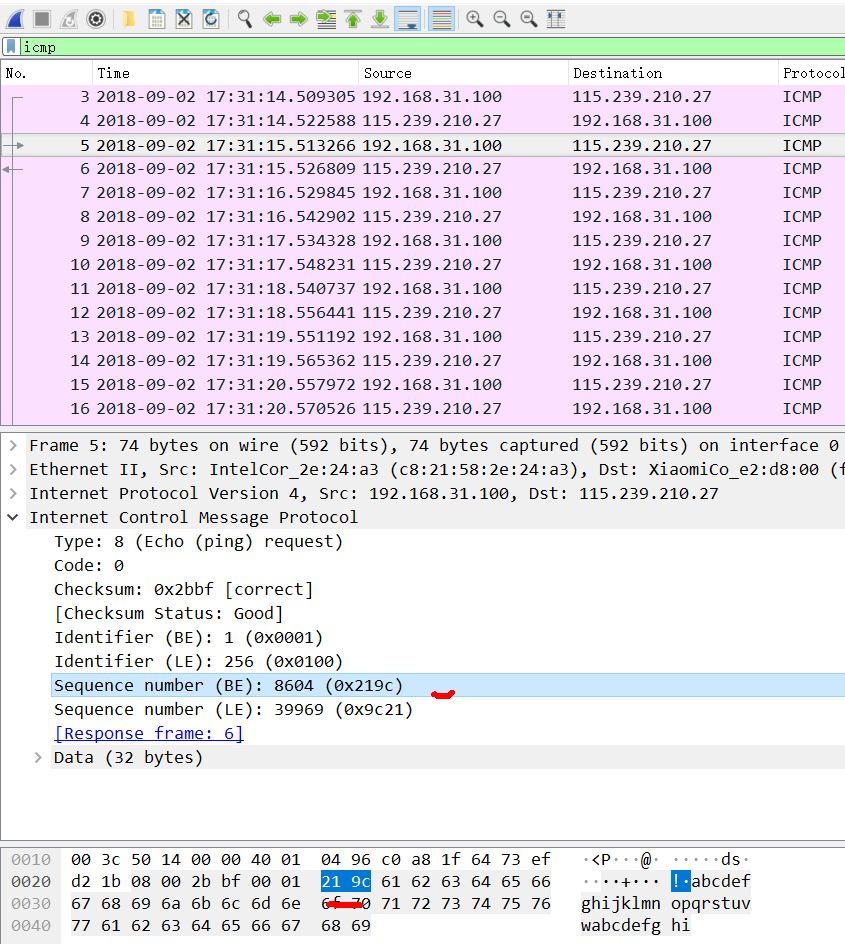 icmp
No. Time Source Destination Protocol
3 2018-09-02 17:31:14.509305 192.168.31.100 115.239.210.27 ICMP
4 2018-09-02 17:31:14.522588 115.239.210.27 192.168.31.100 ICMP
5 2018-09-02 17:31:15.513266 192.168.31.100 115.239.210.27 ICMP
6 2018-09-02 17:31:15.526809 115.239.210.27 192.168.31.100 ICMP
7 2018-09-02 17:31:16.529845 192.168.31.100 115.239.210.27 ICMP
8 2018-09-02 17:31:16.542902 115.239.210.27 192.168.31.100 ICMP
9 2018-09-02 17:31:17.534328 192.168.31.100 115.239.210.27 ICMP
10 2018-09-02 17:31:17.548231 115.239.210.27 192.168.31.100 ICMP
11 2018-09-02 17:31:18.540737 192.168.31.100 115.239.210.27 ICMP
12 2018-09-02 17:31:18.556441 115.239.210.27 192.168.31.100 ICMP
13 2018-09-02 17:31:19.551192 192.168.31.100 115.239.210.27 ICMP
14 2018-09-02 17:31:19.565362 115.239.210.27 192.168.31.100 ICMP
15 2018-09-02 17:31:20.557972 192.168.31.100 115.239.210.27 ICMP
16 2018-09-02 17:31:20.570526 115.239.210.27 192.168.31.100 ICMP
Frame 5: 74 bytes on wire (592 bits), 74 bytes captured (592 bits) on interface 0
Ethernet II, Src: IntelCor_2e:24:a3 (c8:21:58:2e:24:a3), Dst: XiaomiCo_e2:d8:00 (f
Internet Protocol Version 4, Src: 192.168.31.100, Dst: 115.239.210.27
Internet Control Message Protocol
Type: 8 (Echo (ping) request)
Code: 0
Checksum: 0x2bbf [correct]
[Checksum Status: Good]
Identifier (BE): 1 (0x0001)
Identifier (LE): 256 (0x0100)
Sequence number (BE): 8604 (0x219c)
Sequence number (LE): 39969 (0x9c21)
[Response frame: 6]
Data (32 bytes)
0010 00 3c 50 14 00 00 40 01 04 96 c0 a8 1f 64 73 ef ·<P···@· ·····ds·
0020 d2 1b 08 00 2b bf 00 01 21 9c 61 62 63 64 65 66 ····+··· !·abcdef
0030 67 68 69 6a 6b 6c 6d 6e 6f 70 71 72 73 74 75 76 ghijklmn opqrstuv
0040 77 61 62 63 64 65 66 67 68 69 wabcdefg hi